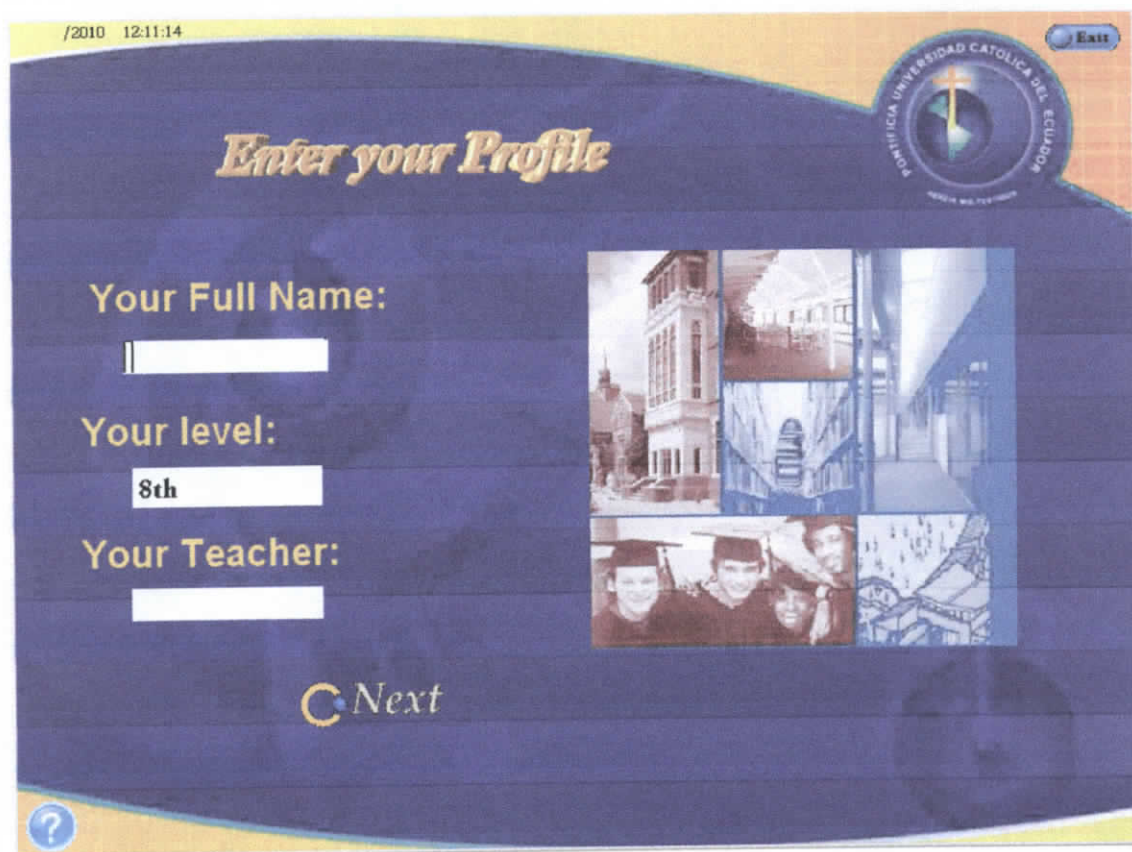 /2010 12:11:14
Exit
PONTIFICIA UNIVERSIDAD CATOLICA DEL ECUADOR
Enter your Profile
Your Full Name:
Your level:
8th
Your Teacher:
Next
?